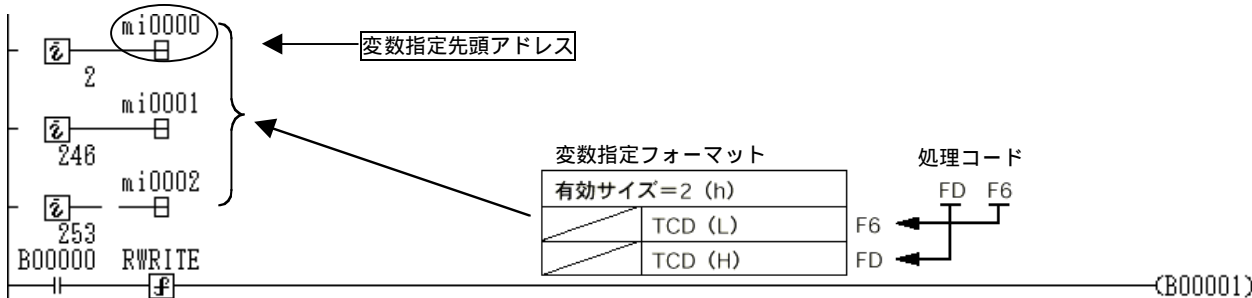 mi0000
変数指定先頭アドレス
i
2
mi0001
i
246
変数指定フォーマット
処理コード
mi0002
有効サイズ=2 (h)
FD F6
i
TCD (L)
F6
253
TCD (H)
FD
B00000 RWRITE
f
(B00001)